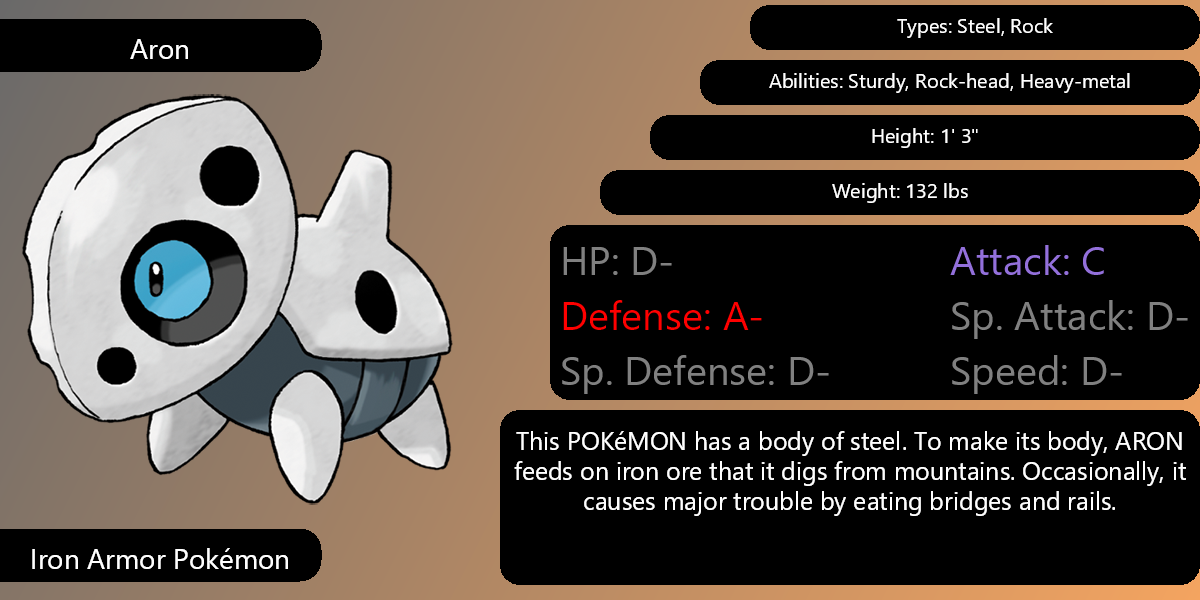 Aron
Types: Steel, Rock
Abilities: Sturdy, Rock-head, Heavy-metal
Height: 1' 3"
Weight: 132 lbs
HP: D-
Attack: C
Defense: A-
Sp. Attack: D-
Sp. Defense: D-
Speed: D-
This POKéMON has a body of steel. To make its body, ARON
feeds on iron ore that it digs from mountains. Occasionally, it
causes major trouble by eating bridges and rails.
Iron Armor Pokémon